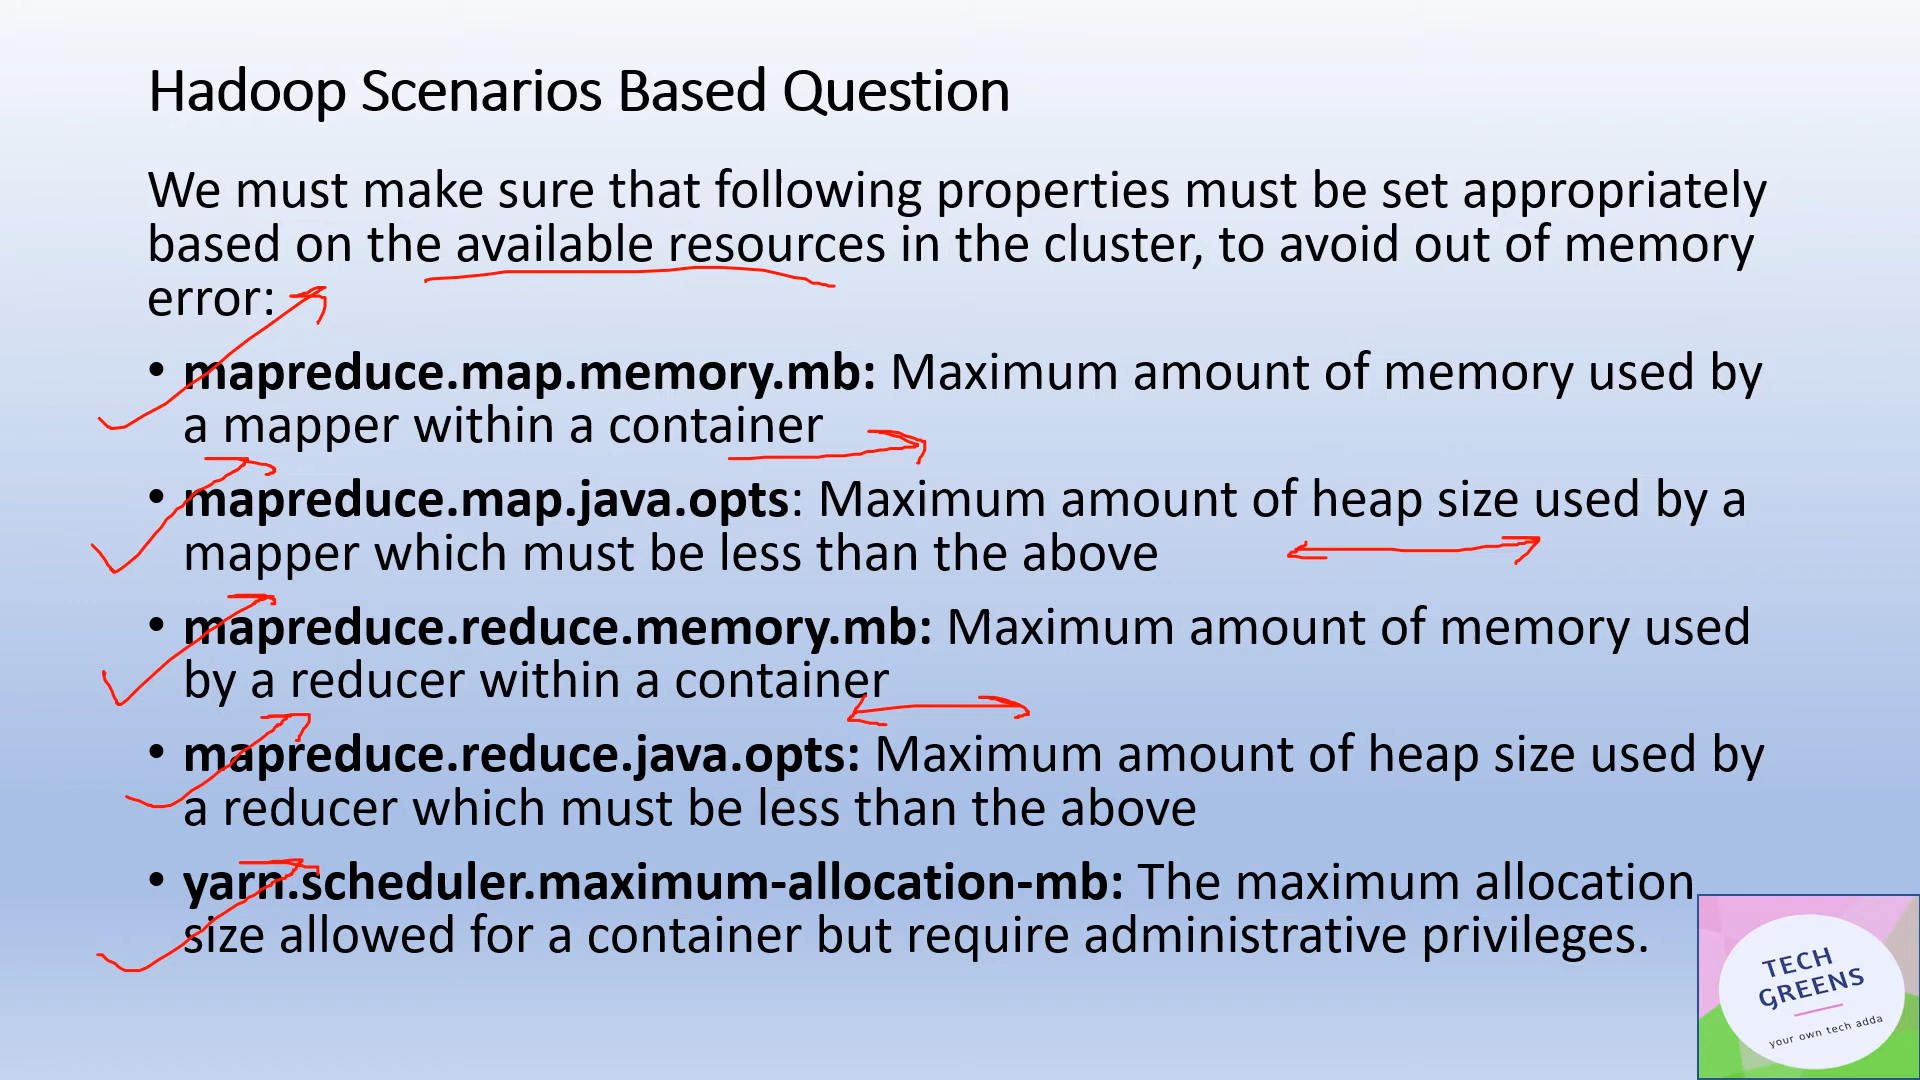 Hadoop Scenarios Based Question
We must make sure that following properties must be set appropriately
based on the available resources in the cluster, to avoid out of memory
error:
• mapreduce.map.memory.mb: Maximum amount of memory used by
a mapper within a container
• mapreduce.map.java.opts: Maximum amount of heap size used by a
mapper which must be less than the above
• mapreduce.reduce.memory.mb: Maximum amount of memory used
by a reducer within a container
• mapreduce.reduce.java.opts: Maximum amount of heap size used by
a reducer which must be less than the above
• yarn.scheduler.maximum-allocation-mb: The maximum allocation
size allowed for a container but require administrative privileges.
TECH
GREENS
your own tech adda